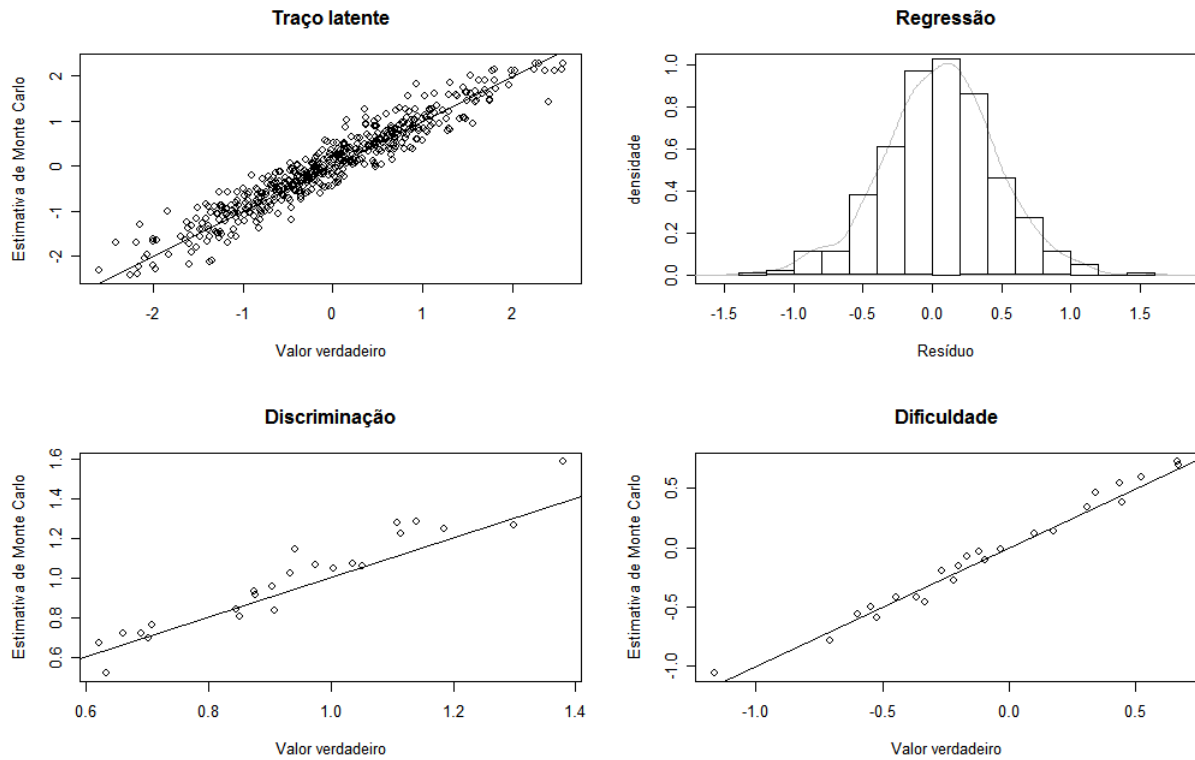 Traço latente
Estimativa de Monte Carlo
2
1
0
-1
-2
-2 -1 0 1 2
Valor verdadeiro
Regressão
densidade
1.0
0.8
0.6
0.4
0.2
0.0
-1.5 -1.0 -0.5 0.0 0.5 1.0 1.5
Resíduo
Discriminação
Estimativa de Monte Carlo
1.6
1.4
1.2
1.0
0.8
0.6
0.6 0.8 1.0 1.2 1.4
Valor verdadeiro
Dificuldade
Estimativa de Monte Carlo
0.5
0.0
-0.5
-1.0
-1.0 -0.5 0.0 0.5
Valor verdadeiro